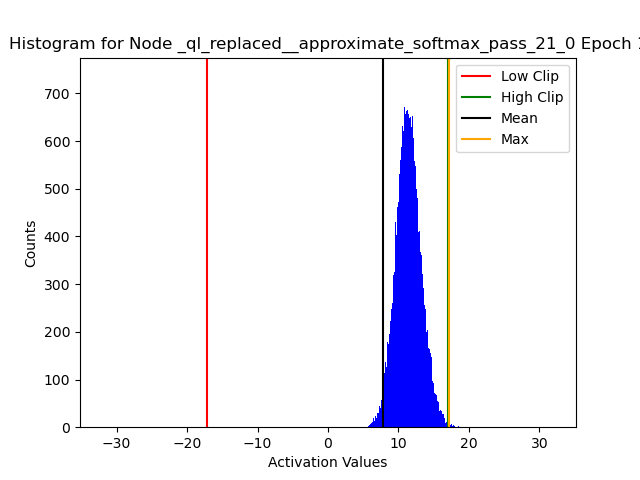 Histogram for Node _ql_replaced__approximate_softmax_pass_21_0 Epoch
Low Clip
High Clip
Mean
Max
Counts
700
600
500
400
300
200
100
0
−30
−20
−10
0
10
20
30
Activation Values